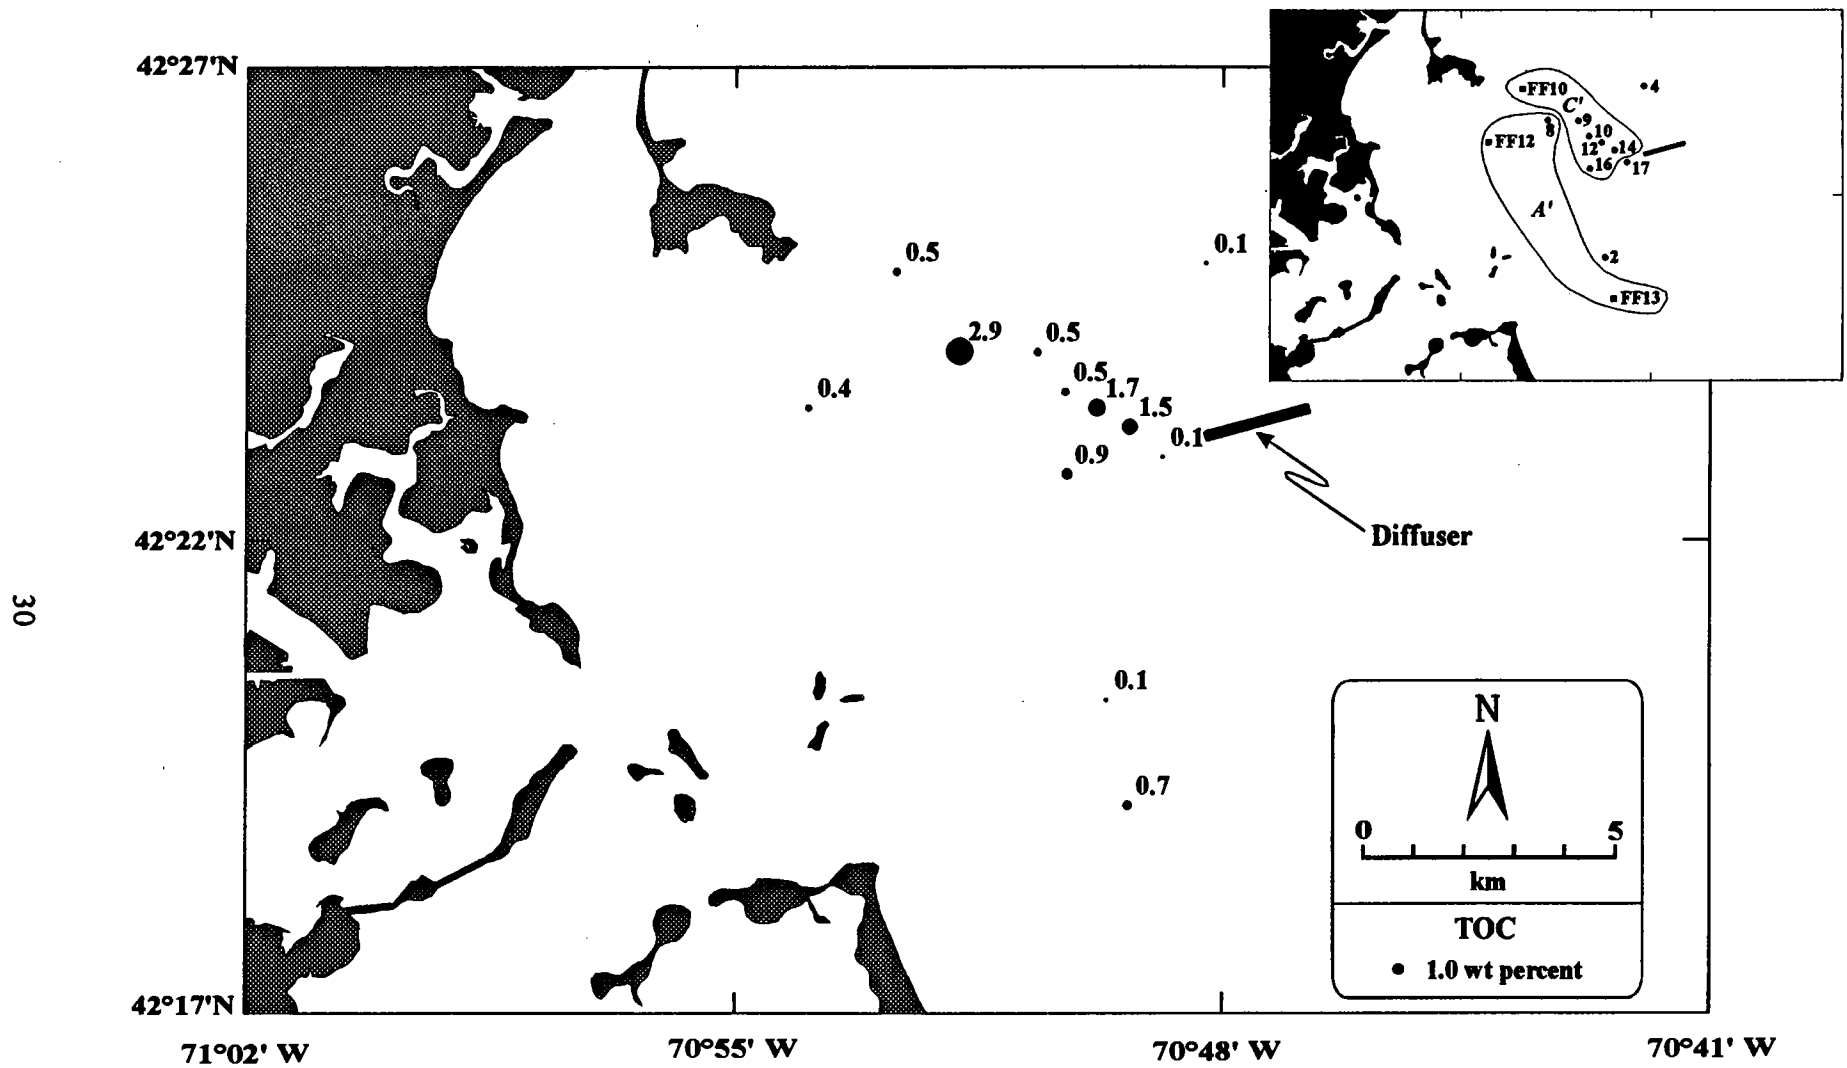 42°27'N
FF10
4
C'
9
8
10
FF12
12
14
16
17
A'
2
FF13
0.5
0.1
2.9
0.5
0.5
0.4
1.7
1.5
0.1
0.9
Diffuser
42°22'N
30
0.1
0.7
N
0 5
km
TOC
1.0 wt percent
42°17'N
71°02' W 70°55' W 70°48' W 70°41' W